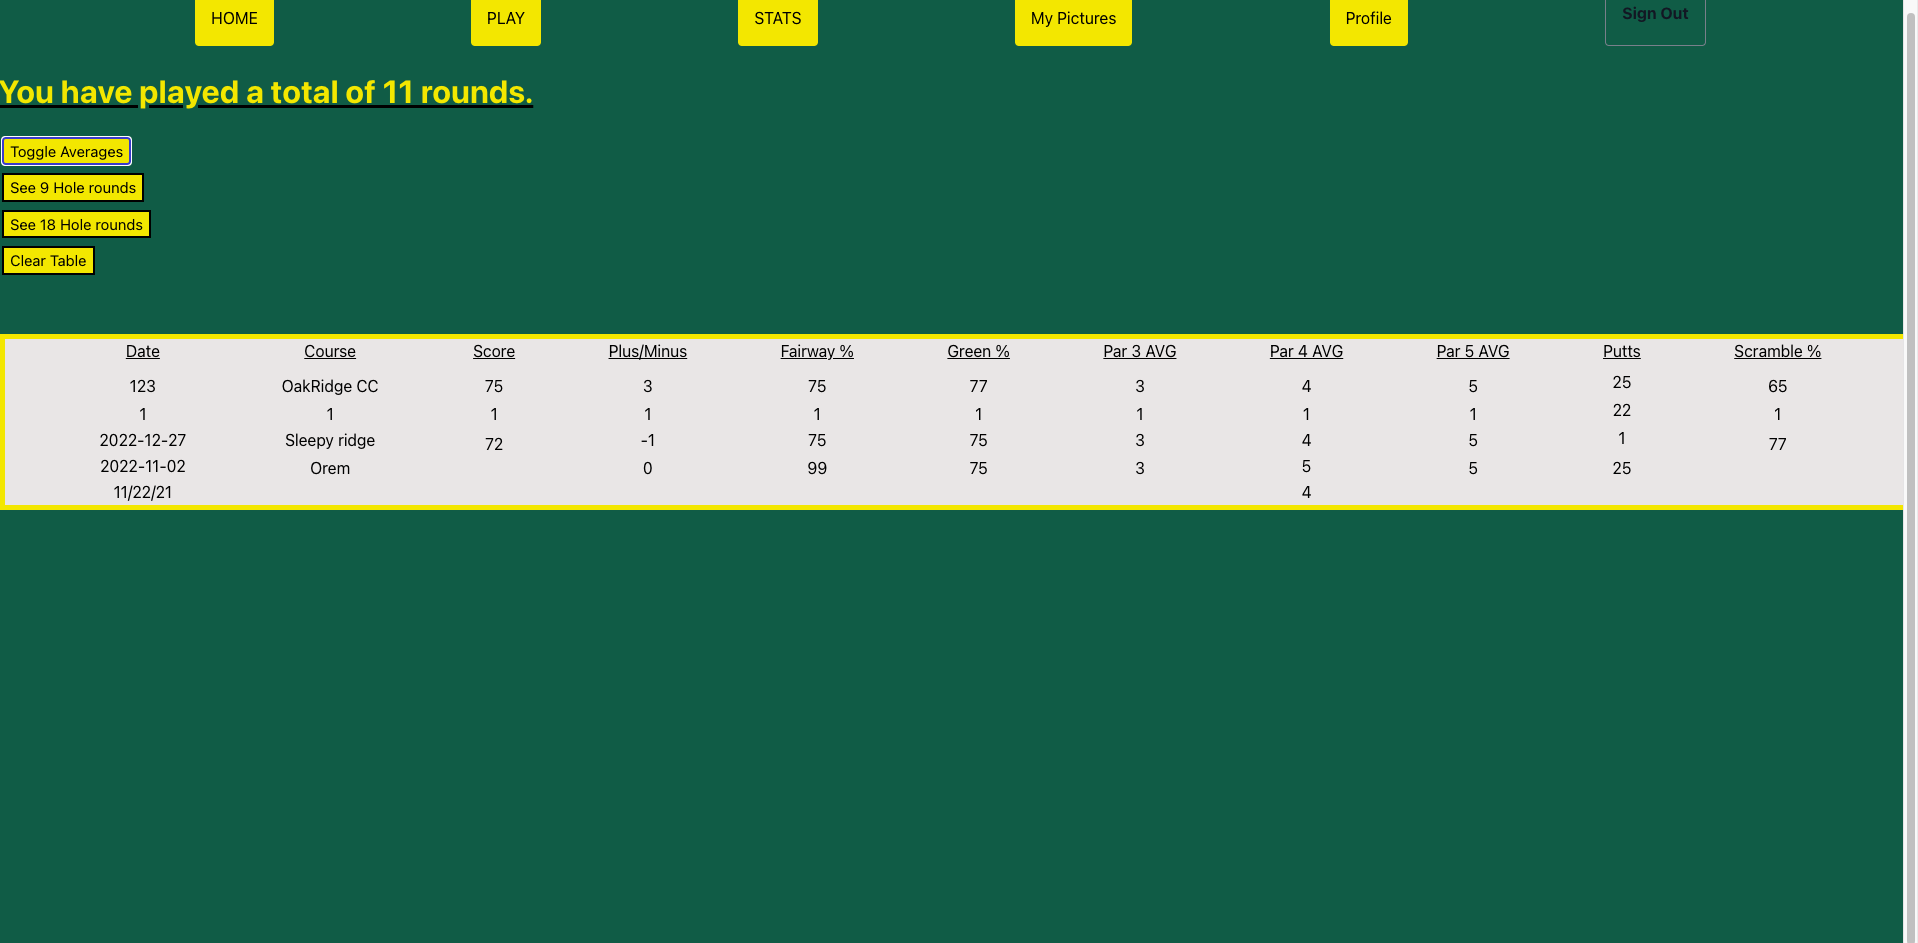 HOME PLAY STATS My Pictures Profile Sign Out
You have played a total of 11 rounds.
Toggle Averages
See 9 Hole rounds
See 18 Hole rounds
Clear Table
Date Course Score Plus/Minus Fairway % Green % Par 3 AVG Par 4 AVG Par 5 AVG Putts Scramble %
123 OakRidge CC 75 3 75 77 3 4 5 25 65
1 1 1 1 1 1 1 1 1 22 1
2022-12-27 Sleepy ridge 72 -1 75 75 3 4 5 1 77
2022-11-02 Orem 0 99 75 3 5 5 25
11/22/21 4